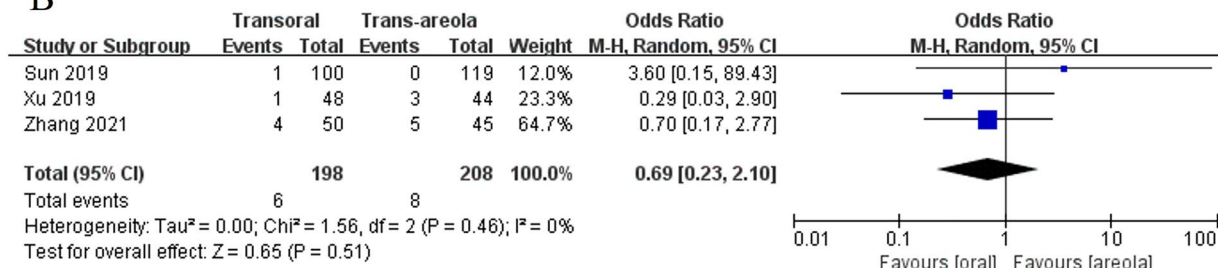 B
Transoral Trans-areola Odds Ratio Odds Ratio
Study or Subgroup Events Total Events Total Weight M-H, Random, 95% CI M-H, Random, 95% CI
Sun 2019 1 100 0 119 12.0% 3.60 [0.15, 89.43]
Xu 2019 1 48 3 44 23.3% 0.29 [0.03, 2.90]
Zhang 2021 4 50 5 45 64.7% 0.70 [0.17, 2.77]
Total (95% CI) 198 208 100.0% 0.69 [0.23, 2.10]
Total events 6 8
Heterogeneity: Tau² = 0.00; Chi² = 1.56, df = 2 (P = 0.46); I² = 0%
Test for overall effect: Z = 0.65 (P = 0.51)
0.01 0.1 1 10 100
Favours [oral] Favours [areola]